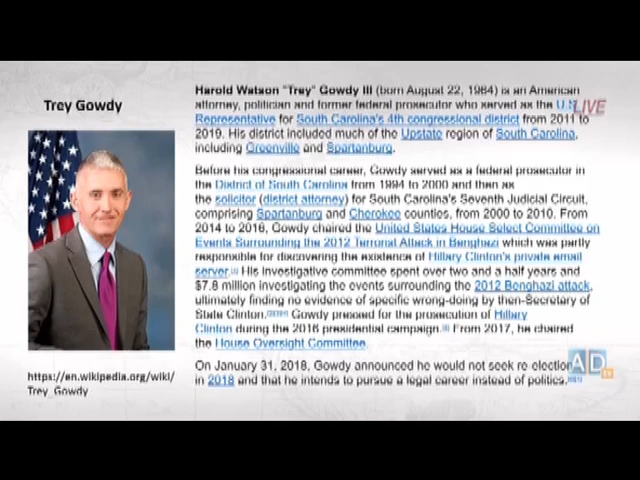 Trey Gowdy
Harold Watson "Trey" Gowdy III (born August 22, 1964) is an American
attorney, politician and former federal prosecutor who served as the U.S.
LIVE
Representative for South Carolina's 4th congressional district from 2011 to
2019. His district included much of the Upstate region of South Carolina,
including Greenville and Spartanburg.
Before his congressional career, Gowdy served as a federal prosecutor in
the District of South Carolina from 1994 to 2000 and then as
the solicitor (district attorney) for South Carolina's Seventh Judicial Circuit,
comprising Spartanburg and Cherokee counties, from 2000 to 2010. From
2014 to 2016, Gowdy chaired the United States House Select Committee on
Events Surrounding the 2012 Terrorist Attack in Benghazi which was partly
responsible for discovering the existence of Hillary Clinton's private email
server. His investigative committee spent over two and a half years and
$7.8 million investigating the events surrounding the 2012 Benghazi attack,
ultimately finding no evidence of specific wrong-doing by then-Secretary of
State Clinton. Gowdy pressed for the prosecution of Hillary
Clinton during the 2016 presidential campaign. From 2017, he chaired
the House Oversight Committee.
On January 31, 2018, Gowdy announced he would not seek re-election
in 2018 and that he intends to pursue a legal career instead of politics.
AD
TV
https://en.wikipedia.org/wiki/
Trey_Gowdy